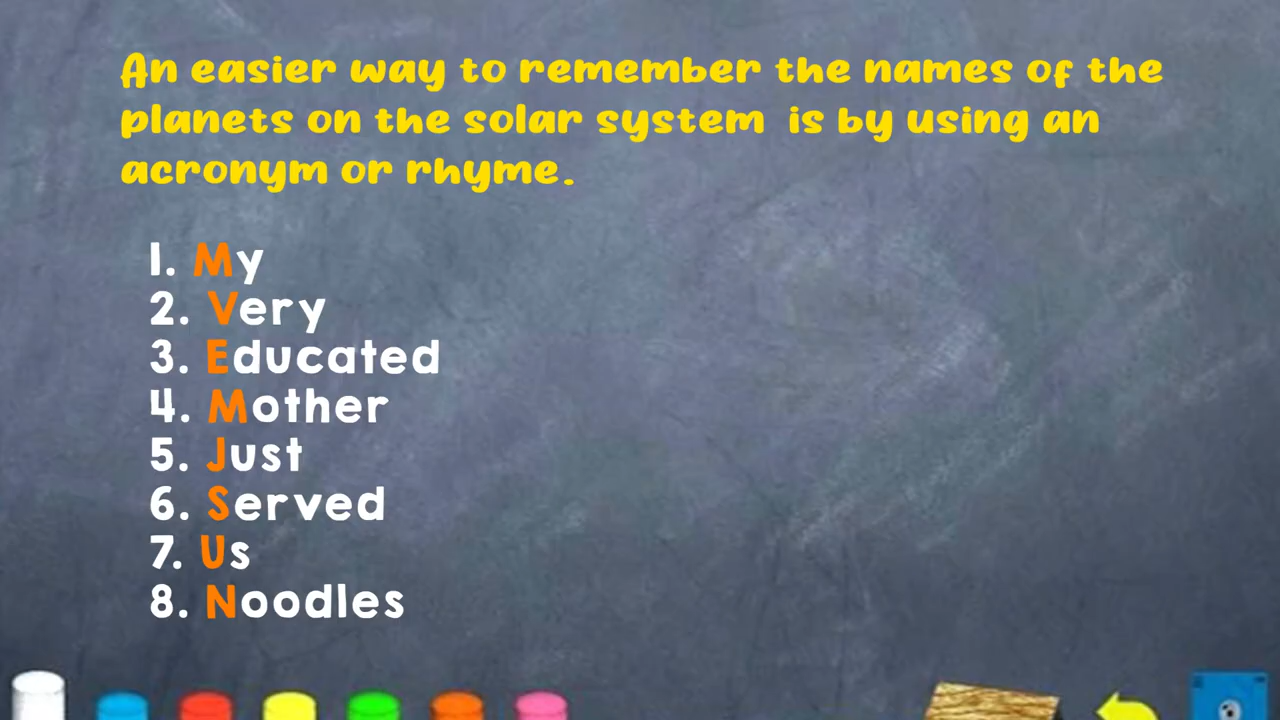 An easier way to remember the names of the
planets on the solar system is by using an
acronym or rhyme.
1. My
2. Very
3. Educated
4. Mother
5. Just
6. Served
7. Us
8. Noodles